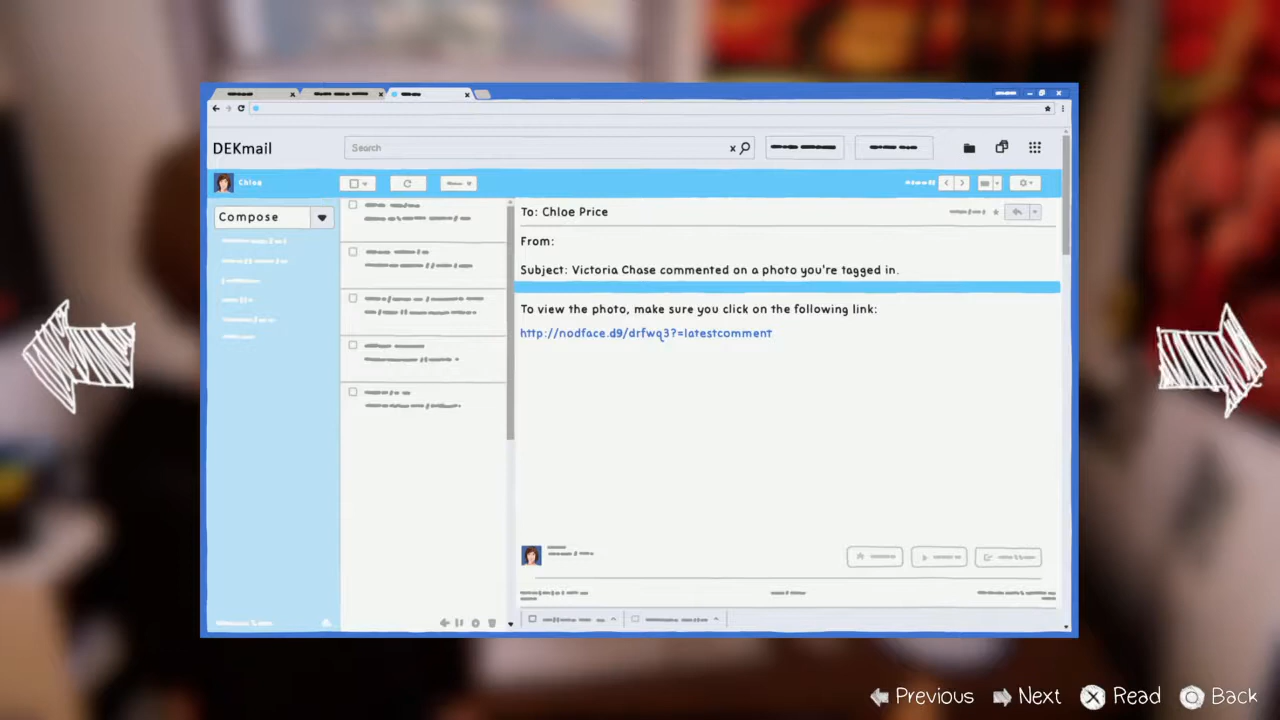 DEKmail
Search
Chloe
Compose
To: Chloe Price
From:
Subject: Victoria Chase commented on a photo you're tagged in.
To view the photo, make sure you click on the following link:
http://nodface.d9/drfwq3?=latestcomment
Previous Next Read Back